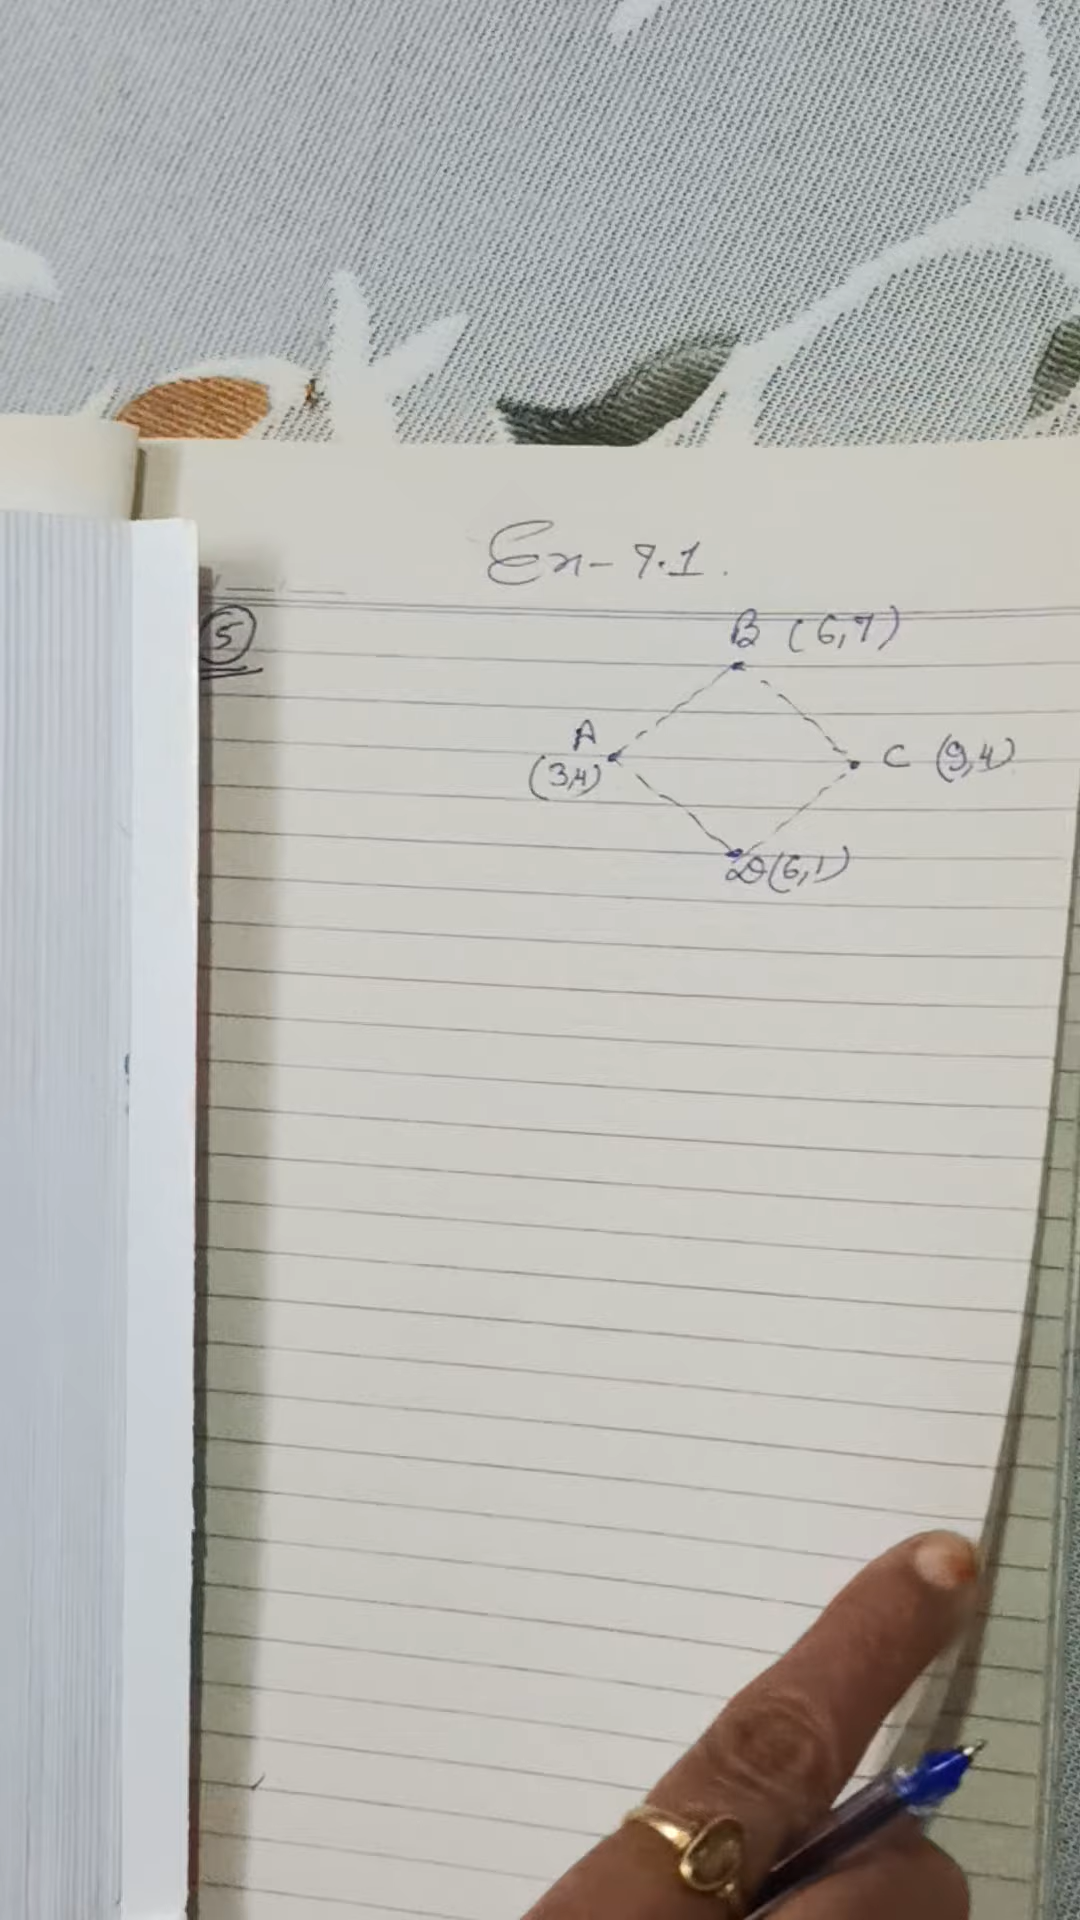 Ex- 7.1.
5
B (6,7)
A
(3,4)
C (9,4)
D(6,1)